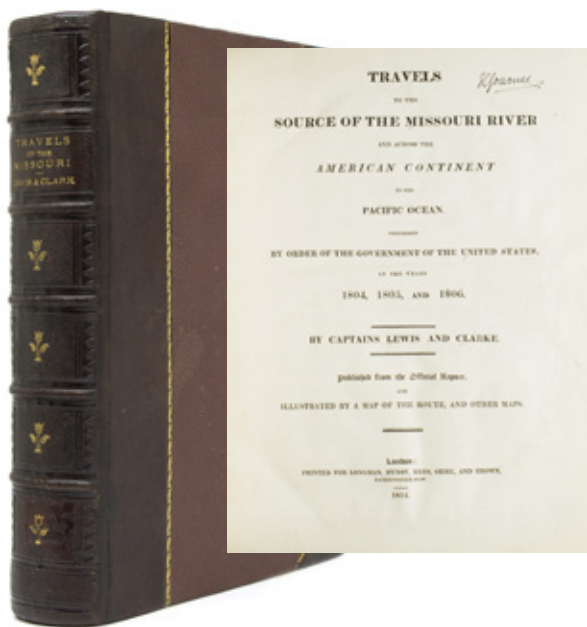 TRAVELS
OF THE
MISSOURI
LEWIS & CLARK
TRAVELS
TO THE
SOURCE OF THE MISSOURI RIVER
AND ACROSS THE
AMERICAN CONTINENT
TO THE
PACIFIC OCEAN.
PERFORMED
BY ORDER OF THE GOVERNMENT OF THE UNITED STATES,
IN THE YEARS
1804, 1805, AND 1806.
BY CAPTAINS LEWIS AND CLARKE.
Published from the Official Report,
AND
ILLUSTRATED BY A MAP OF THE ROUTE, AND OTHER MAPS.
London:
PRINTED FOR LONGMAN, HURST, REES, ORME, AND BROWN,
PATERNOSTER-ROW.
1814.